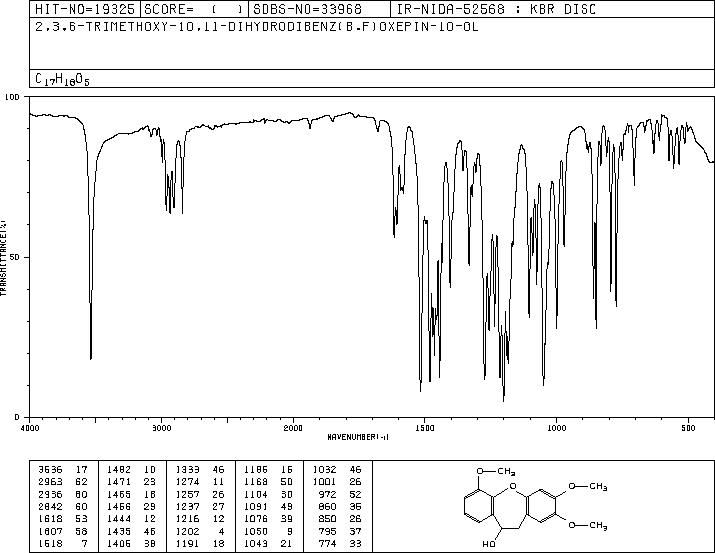 HIT-NO=19325 SCORE= ( ) SDBS-NO=33968 IR-NIDA-52568 : KBR DISC
2,3,6-TRIMETHOXY-10,11-DIHYDRODIBENZ(B,F)OXEPIN-10-OL
C17H18O5
100
50
0
TRANSMITTANCE(%)
4000 3000 2000 1500 1000 500
WAVENUMBER(-1)
3536 17 1482 10 1333 46 1186 16 1032 46
2963 62 1471 23 1274 11 1168 50 1001 26
2936 60 1465 18 1257 26 1104 30 972 52
2842 60 1456 29 1237 27 1091 49 860 36
1618 53 1444 12 1216 12 1076 39 850 26
1607 58 1435 46 1202 4 1050 9 795 37
1518 7 1406 38 1191 18 1043 21 774 33
O—CH3
O
O—CH3
O—CH3
HO